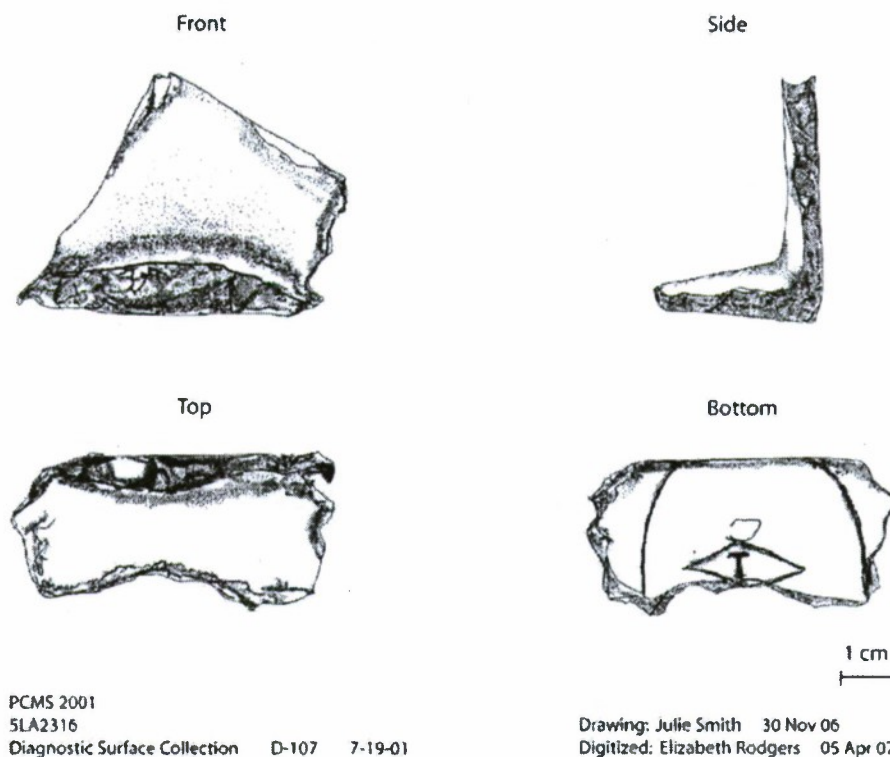 Front
Side
Top
Bottom
I
1 cm
PCMS 2001
5LA2316
Diagnostic Surface Collection D-107 7-19-01
Drawing: Julie Smith 30 Nov 06
Digitized: Elizabeth Rodgers 05 Apr 07